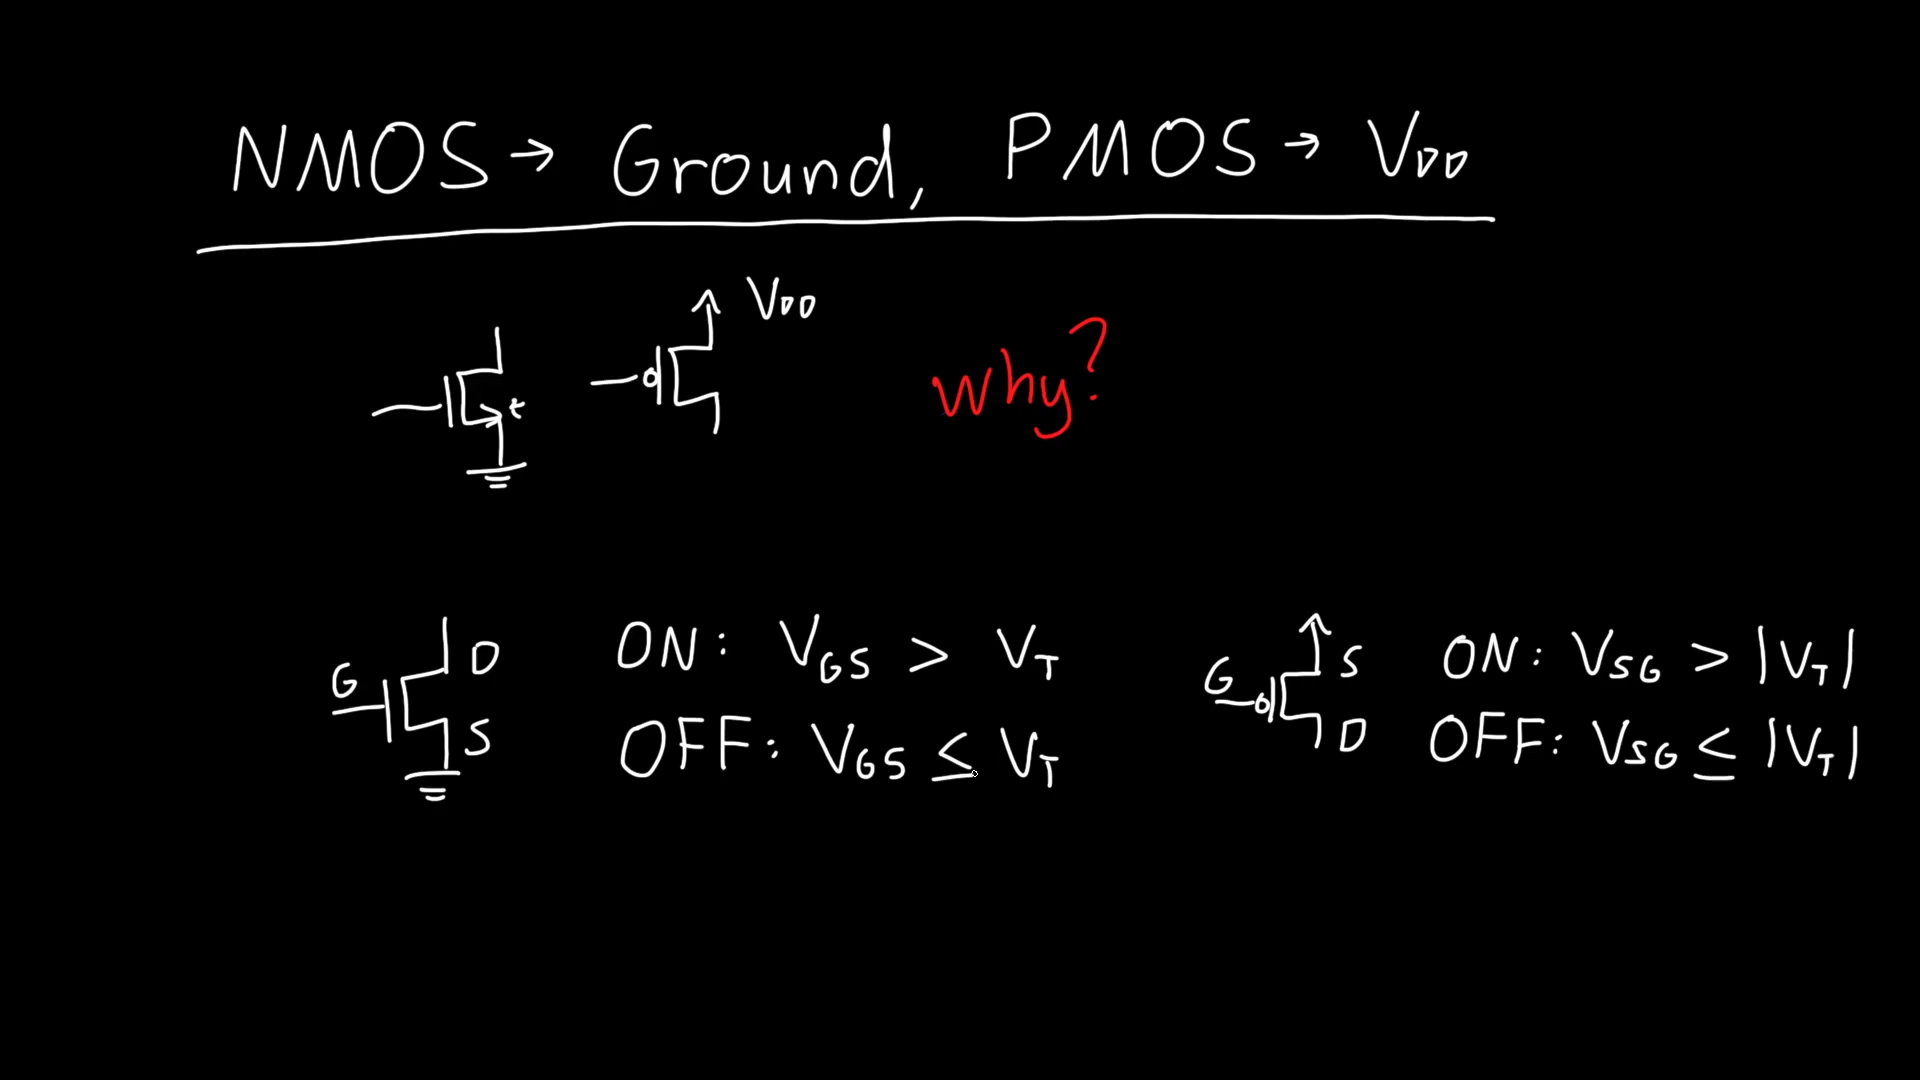 NMOS → Ground, PMOS → VDD
VDD
why?
G D S
ON: VGS > VT
OFF: VGS ≤ VT
G S D
ON: VSG > |VT|
OFF: VSG ≤ |VT|